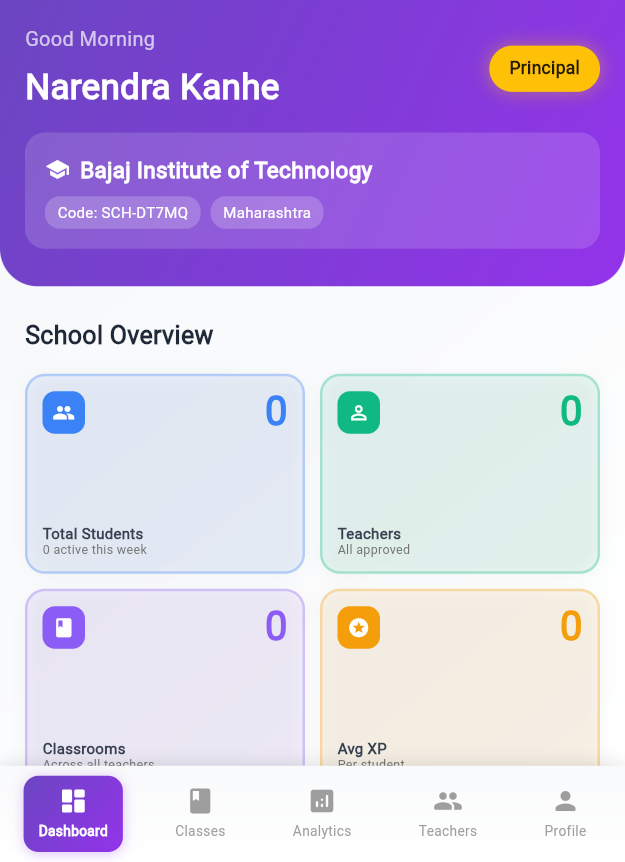 Good Morning
Narendra Kanhe
Principal
Bajaj Institute of Technology
Code: SCH-DT7MQ
Maharashtra
School Overview
0
Total Students
0 active this week
0
Teachers
All approved
0
Classrooms
Across all teachers
0
Avg XP
Per student
Dashboard
Classes
Analytics
Teachers
Profile